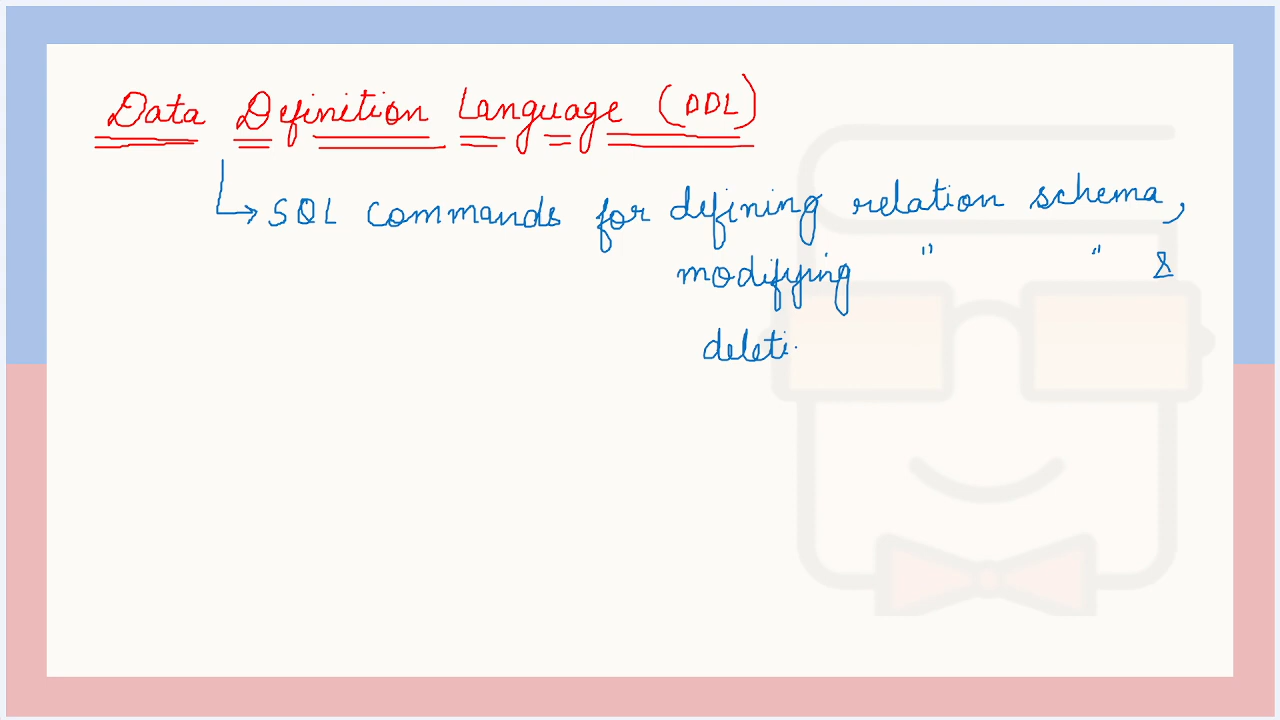 Data Definition Language (DDL)
↳ SQL commands for defining relation schema,
modifying " " &
deleti